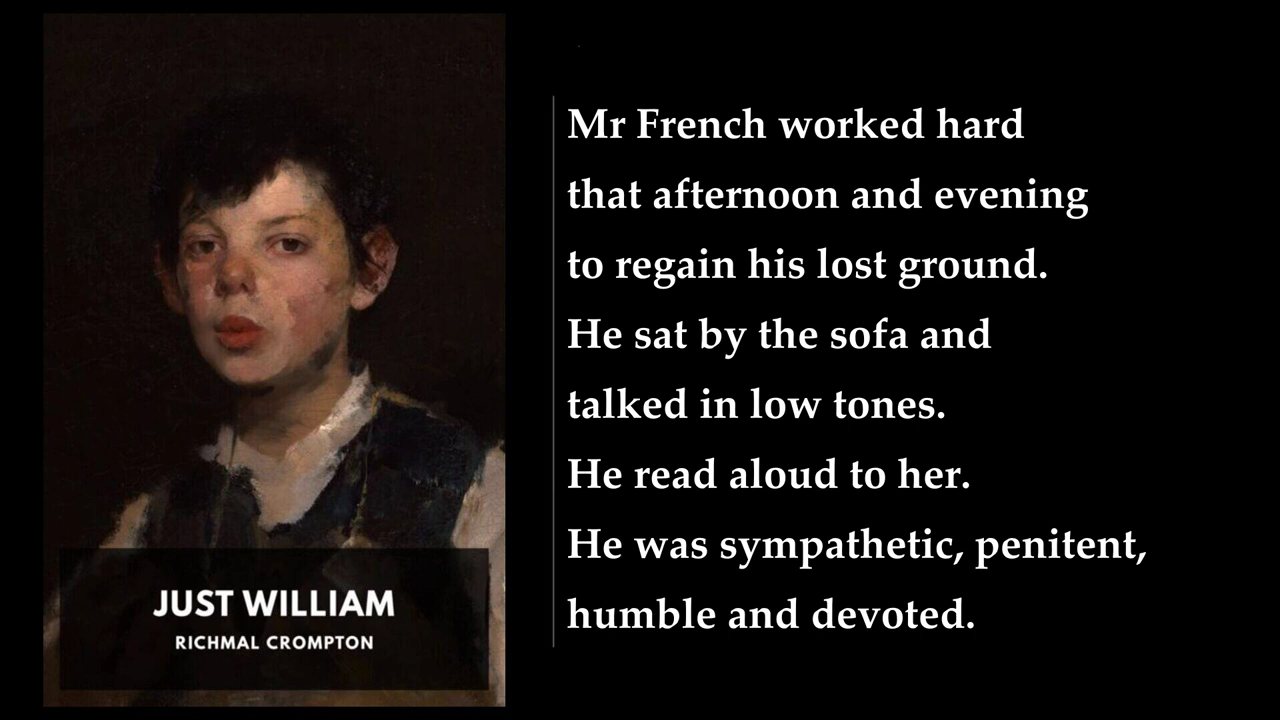 JUST WILLIAM
RICHMAL CROMPTON
Mr French worked hard
that afternoon and evening
to regain his lost ground.
He sat by the sofa and
talked in low tones.
He read aloud to her.
He was sympathetic, penitent,
humble and devoted.